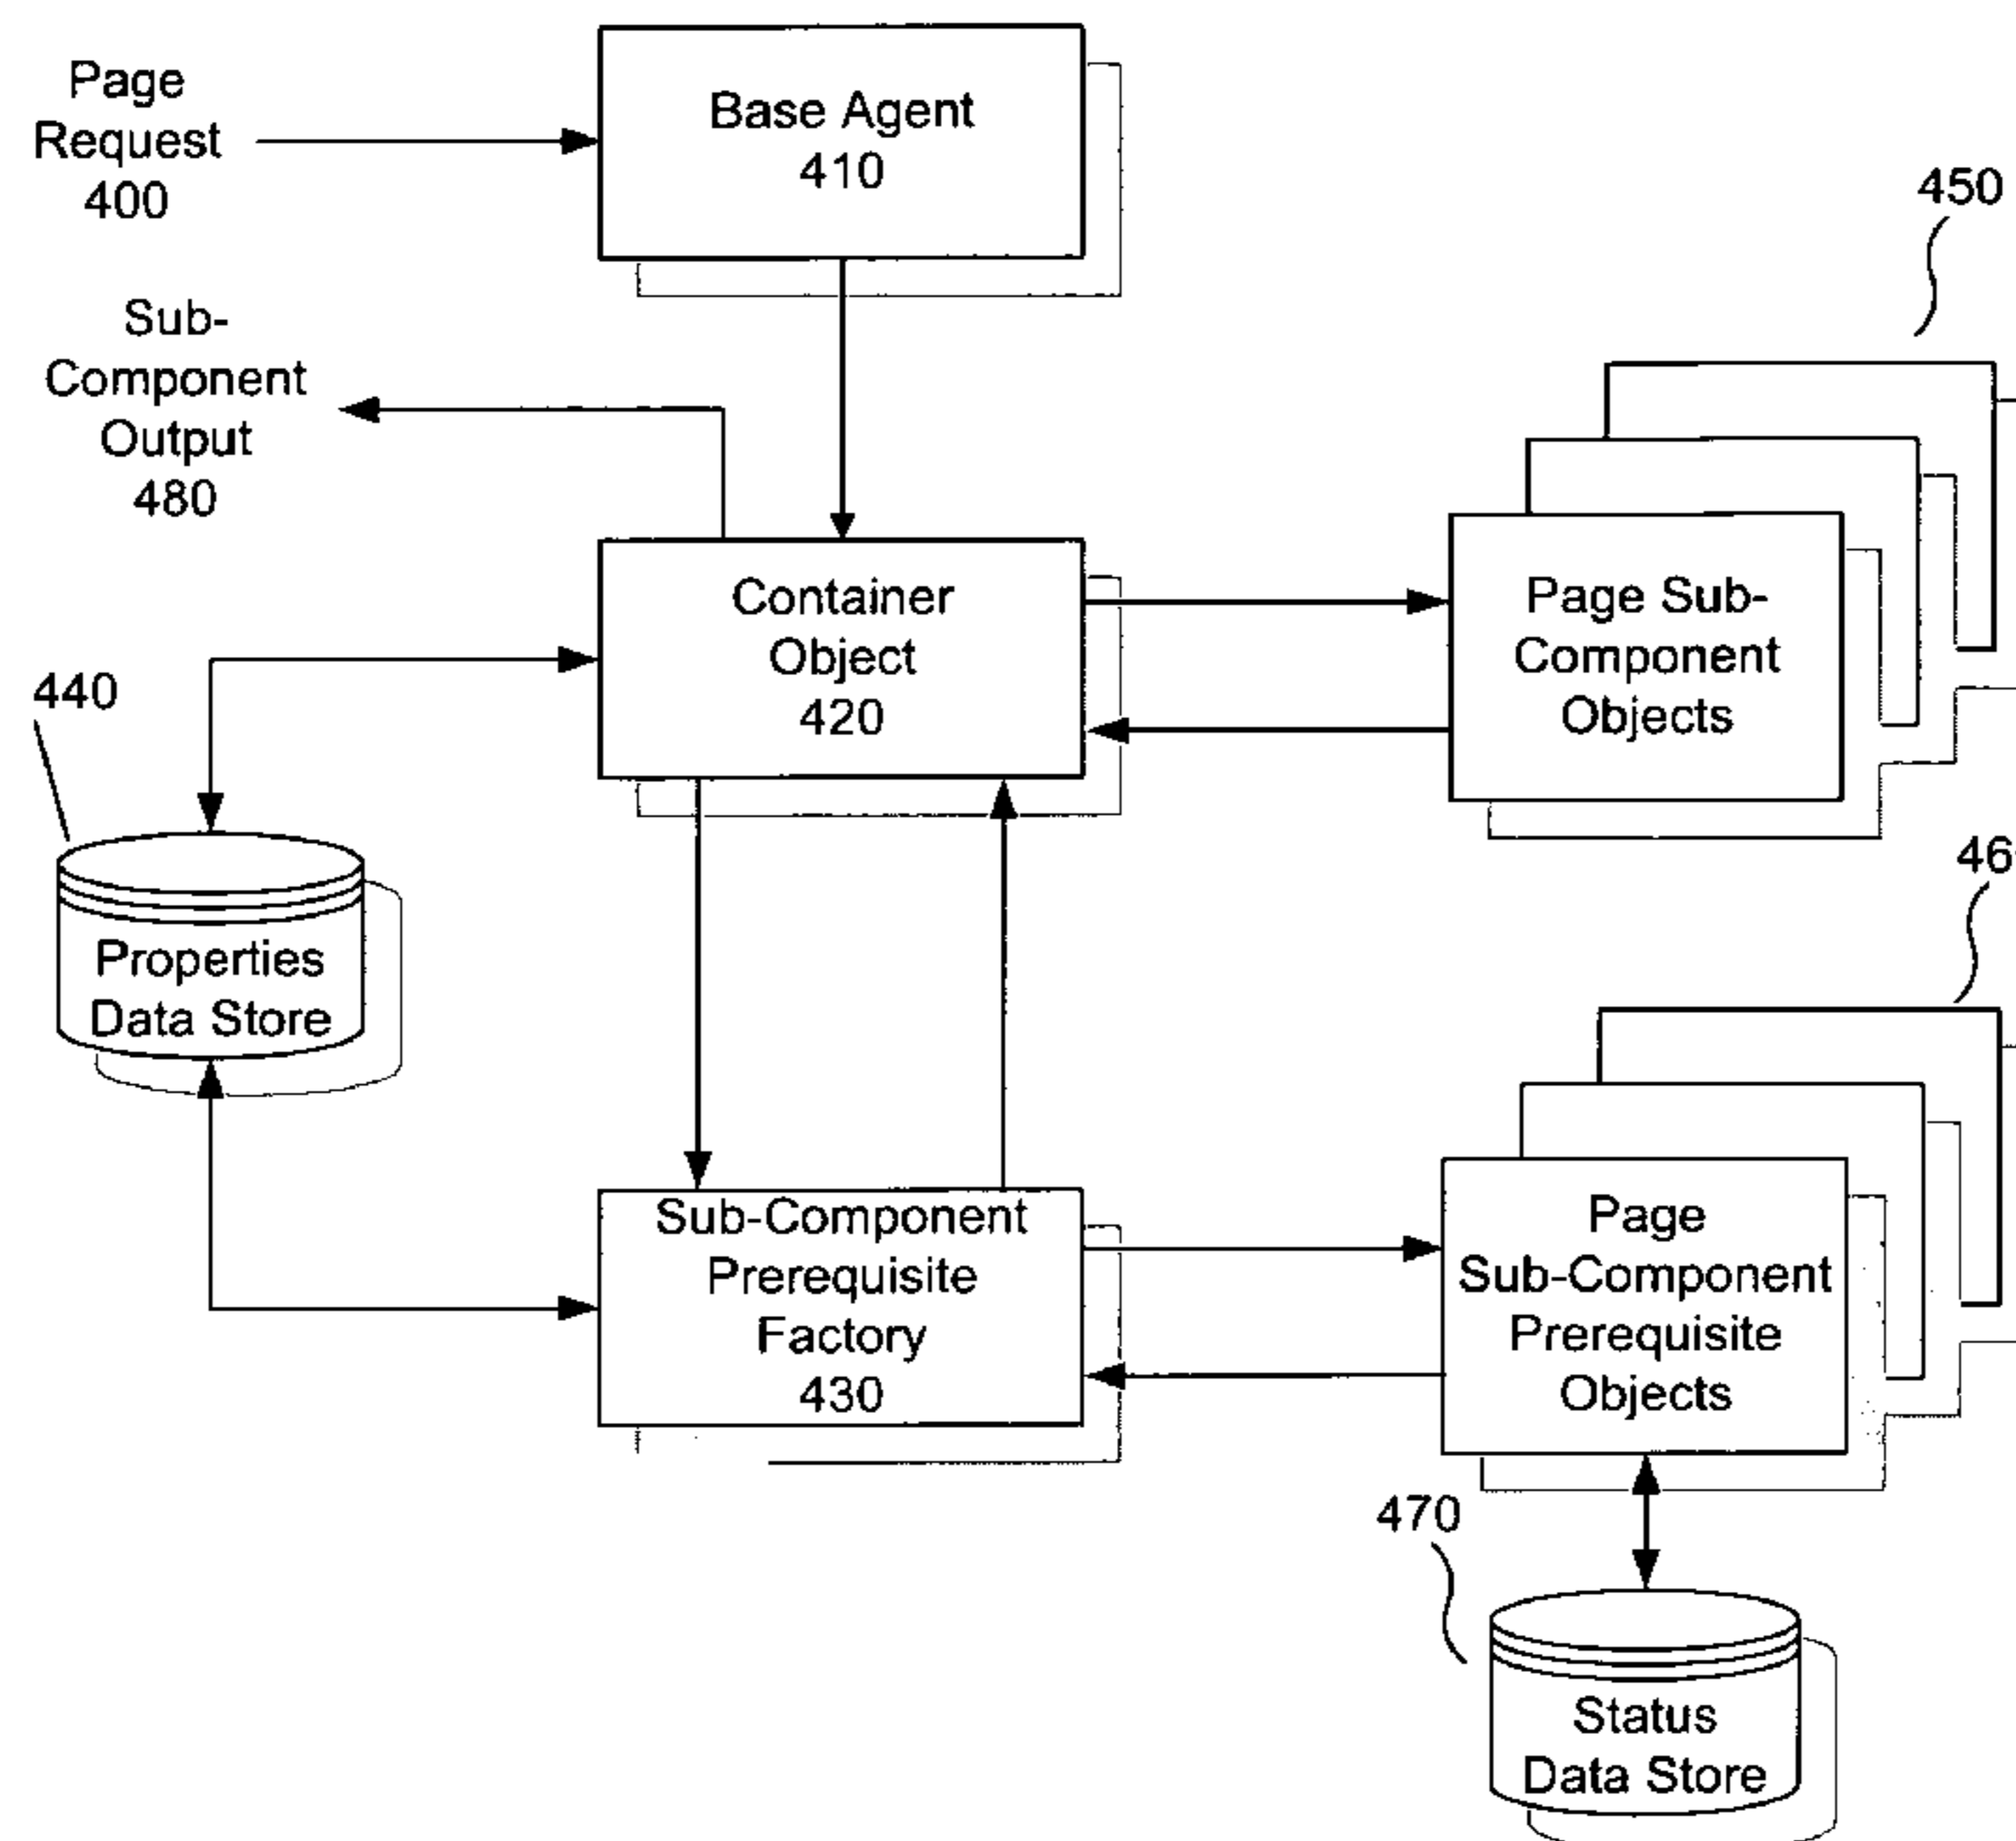 Page
Request
400
Base Agent
410
450
Sub-
Component
Output
480
Container
Object
420
Page Sub-
Component
Objects
440
Properties
Data Store
46
Sub-Component
Prerequisite
Factory
430
Page
Sub-Component
Prerequisite
Objects
470
Status
Data Store